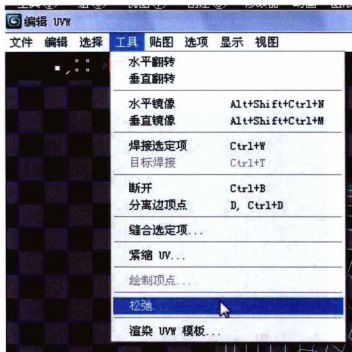 编辑 UVW
文件 编辑 选择 工具 贴图 选项 显示 视图
水平翻转
垂直翻转
水平镜像 Alt+Shift+Ctrl+N
垂直镜像 Alt+Shift+Ctrl+M
焊接选定项 Ctrl+W
目标焊接 Ctrl+T
断开 Ctrl+B
分离边顶点 D, Ctrl+D
缝合选定项...
紧缩 UV...
绘制顶点...
松弛...
渲染 UVW 模板...